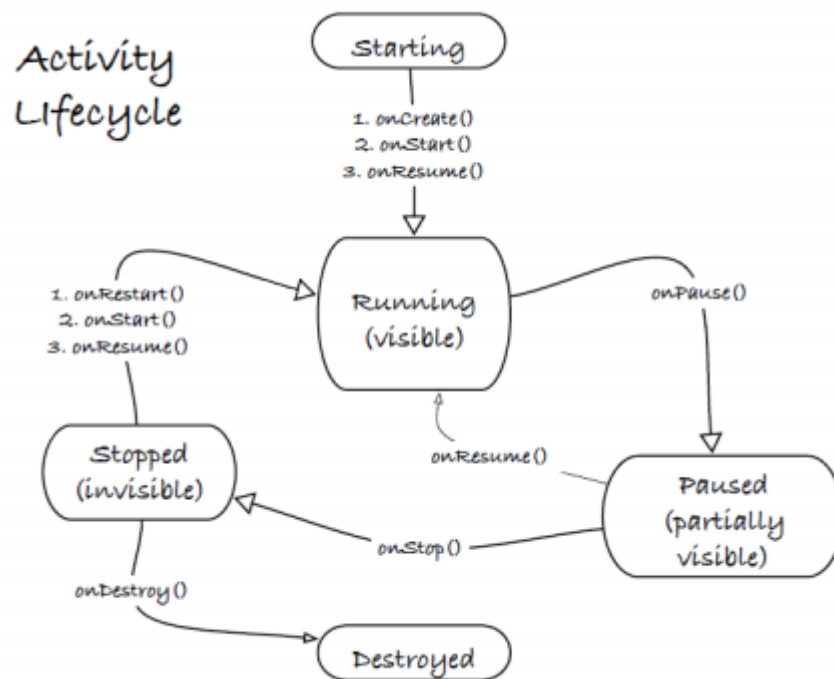 Activity
LIfecycle
Starting
1. onCreate()
2. onStart()
3. onResume()
1. onRestart()
2. onStart()
3. onResume()
Running
(visible)
onPause()
onResume()
Stopped
(invisible)
Paused
(partially
visible)
onStop()
onDestroy()
Destroyed